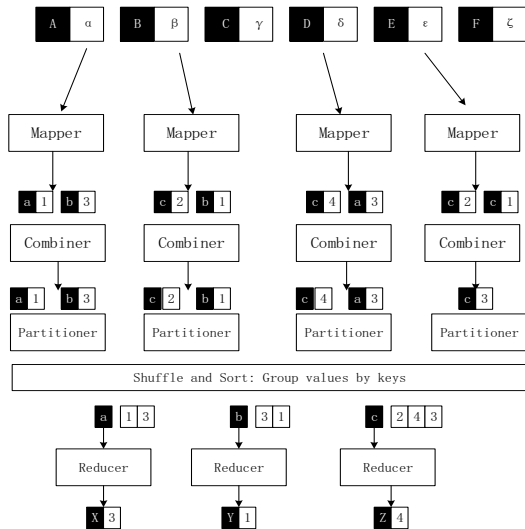 A α B β C γ D δ E ε F ζ
Mapper Mapper Mapper Mapper
a 1 b 3 c 2 b 1 c 4 a 3 c 2 c 1
Combiner Combiner Combiner Combiner
a 1 b 3 c 2 b 1 c 4 a 3 c 3
Partitioner Partitioner Partitioner Partitioner
Shuffle and Sort: Group values by keys
a 1 3 b 3 1 c 2 4 3
Reducer Reducer Reducer
X 3 Y 1 Z 4